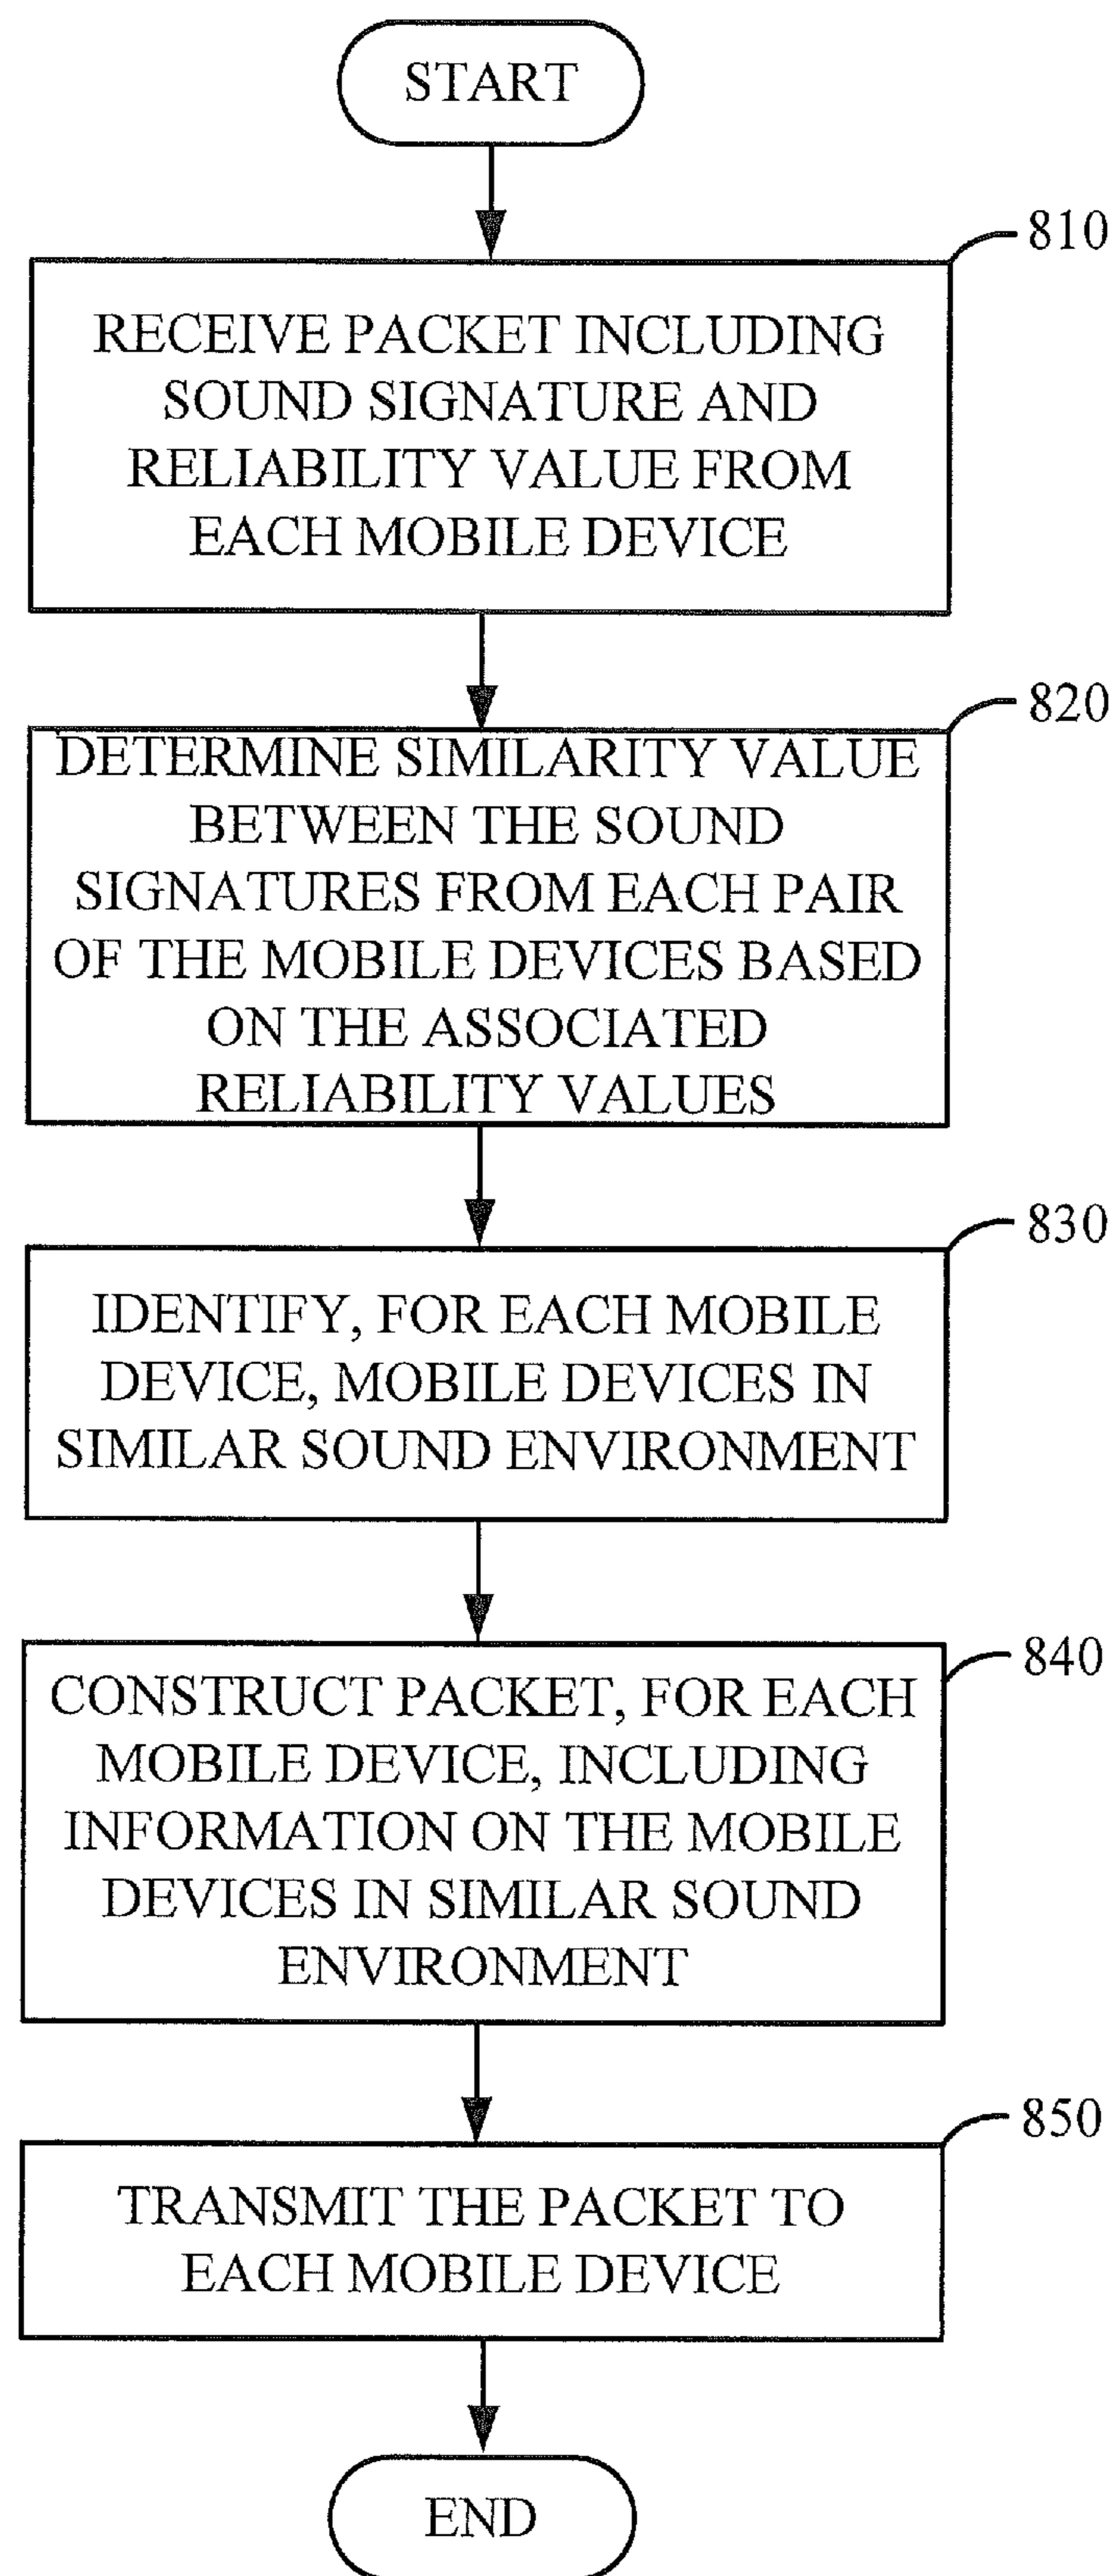 START
810
RECEIVE PACKET INCLUDING
SOUND SIGNATURE AND
RELIABILITY VALUE FROM
EACH MOBILE DEVICE
820
DETERMINE SIMILARITY VALUE
BETWEEN THE SOUND
SIGNATURES FROM EACH PAIR
OF THE MOBILE DEVICES BASED
ON THE ASSOCIATED
RELIABILITY VALUES
830
IDENTIFY, FOR EACH MOBILE
DEVICE, MOBILE DEVICES IN
SIMILAR SOUND ENVIRONMENT
840
CONSTRUCT PACKET, FOR EACH
MOBILE DEVICE, INCLUDING
INFORMATION ON THE MOBILE
DEVICES IN SIMILAR SOUND
ENVIRONMENT
850
TRANSMIT THE PACKET TO
EACH MOBILE DEVICE
END